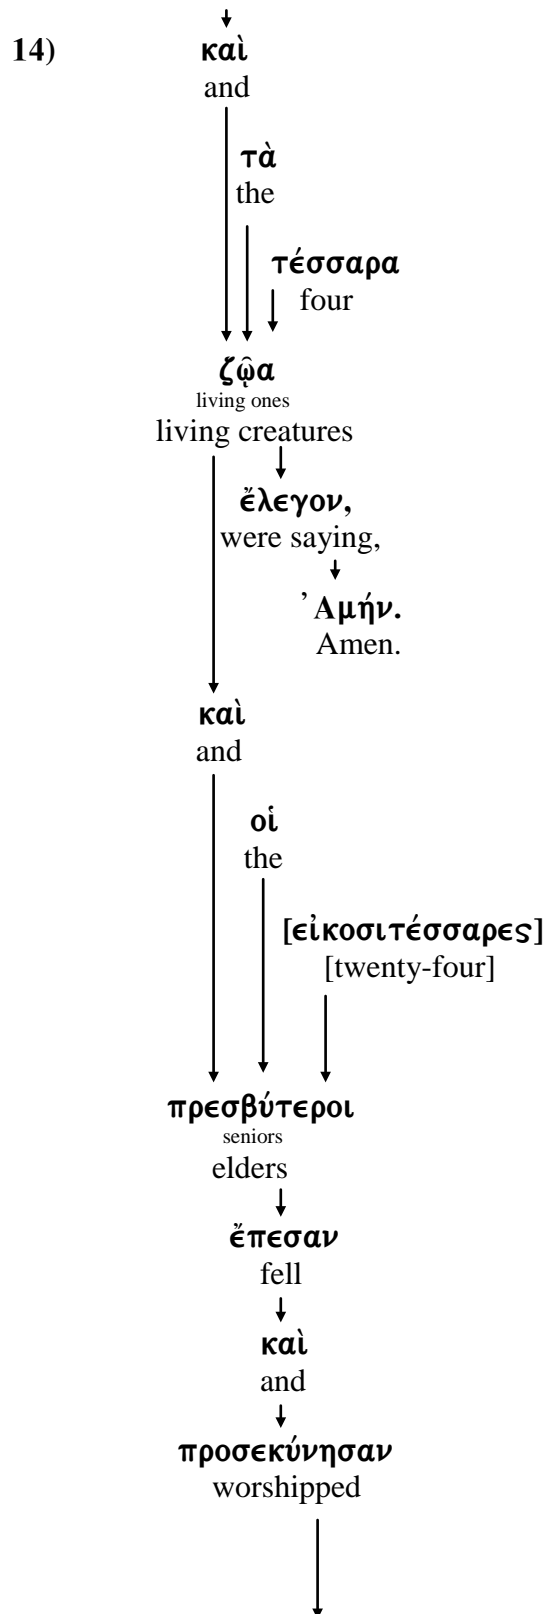 14) καὶ
and
τὰ
the
τέσσαρα
four
ζῷα
living ones
living creatures
ἔλεγον,
were saying,
’Αμήν.
Amen.
καὶ
and
οἱ
the
[εἰκοσιτέσσαρες]
[twenty-four]
πρεσβύτεροι
seniors
elders
ἔπεσαν
fell
καὶ
and
προσεκύνησαν
worshipped